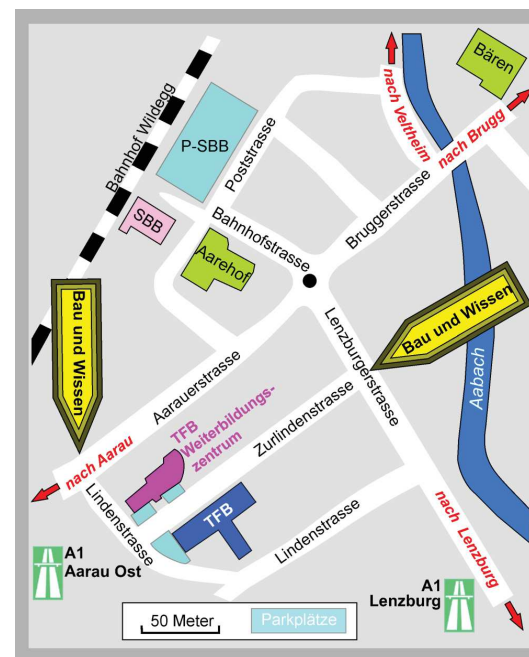 Bären
nach Veltheim
nach Brugg
Bahnhof Wildegg
P-SBB
Poststrasse
SBB
Bahnhofstrasse
Bruggerstrasse
Aarehof
Bau und Wissen
Bau und Wissen
Lenzburgerstrasse
Aabach
Aarauerstrasse
TFB
Weiterbildungs-
zentrum
Zurlindenstrasse
nach Aarau
Lindenstrasse
TFB
Lindenstrasse
nach Lenzburg
A1
Aarau Ost
A1
Lenzburg
50 Meter
Parkplätze